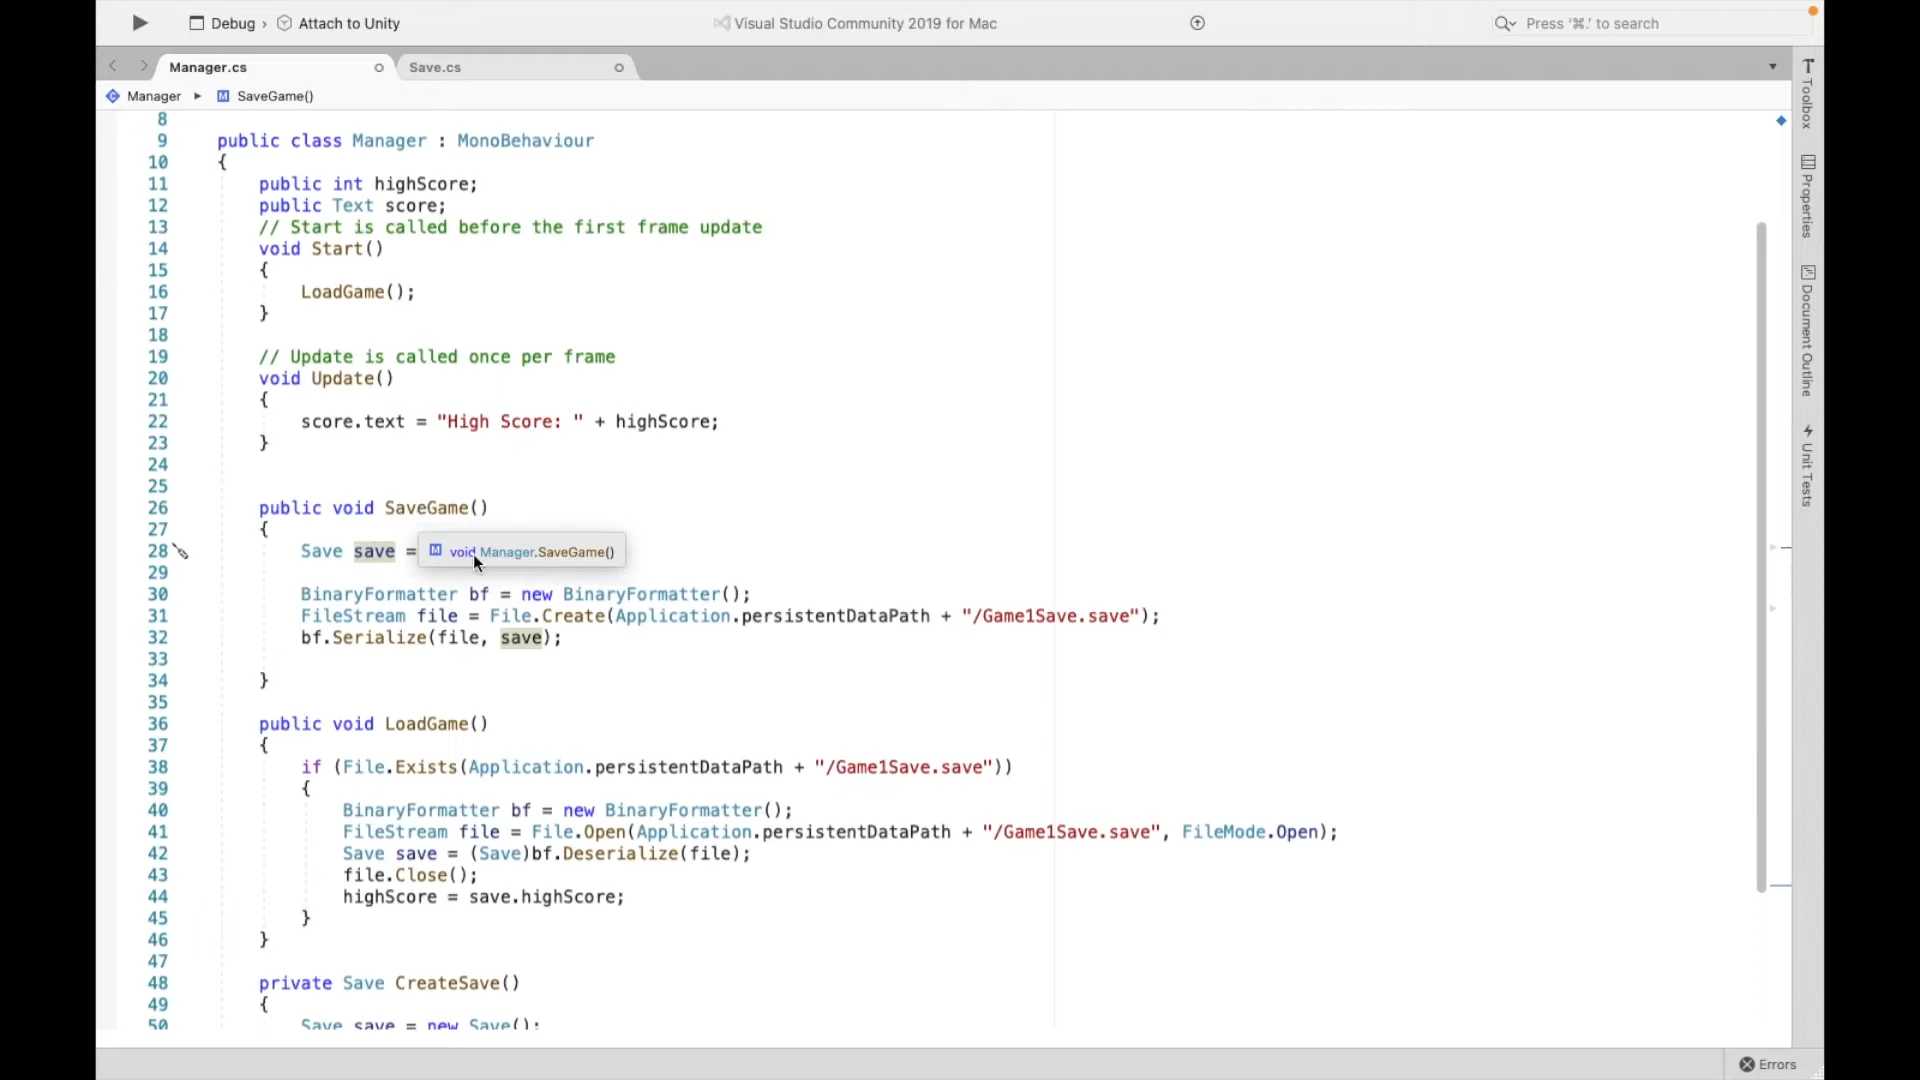 Debug › Attach to Unity
Visual Studio Community 2019 for Mac
Press ‘⌘.’ to search
Manager.cs
Save.cs
Manager ▸ SaveGame()
8
9 public class Manager : MonoBehaviour
10 {
11 public int highScore;
12 public Text score;
13 // Start is called before the first frame update
14 void Start()
15 {
16 LoadGame();
17 }
18
19 // Update is called once per frame
20 void Update()
21 {
22 score.text = "High Score: " + highScore;
23 }
24
25
26 public void SaveGame()
27 {
28 Save save = void Manager.SaveGame()
29
30 BinaryFormatter bf = new BinaryFormatter();
31 FileStream file = File.Create(Application.persistentDataPath + "/Game1Save.save");
32 bf.Serialize(file, save);
33
34 }
35
36 public void LoadGame()
37 {
38 if (File.Exists(Application.persistentDataPath + "/Game1Save.save"))
39 {
40 BinaryFormatter bf = new BinaryFormatter();
41 FileStream file = File.Open(Application.persistentDataPath + "/Game1Save.save", FileMode.Open);
42 Save save = (Save)bf.Deserialize(file);
43 file.Close();
44 highScore = save.highScore;
45 }
46 }
47
48 private Save CreateSave()
49 {
50 Save save = new Save();
Toolbox
Properties
Document Outline
Unit Tests
Errors